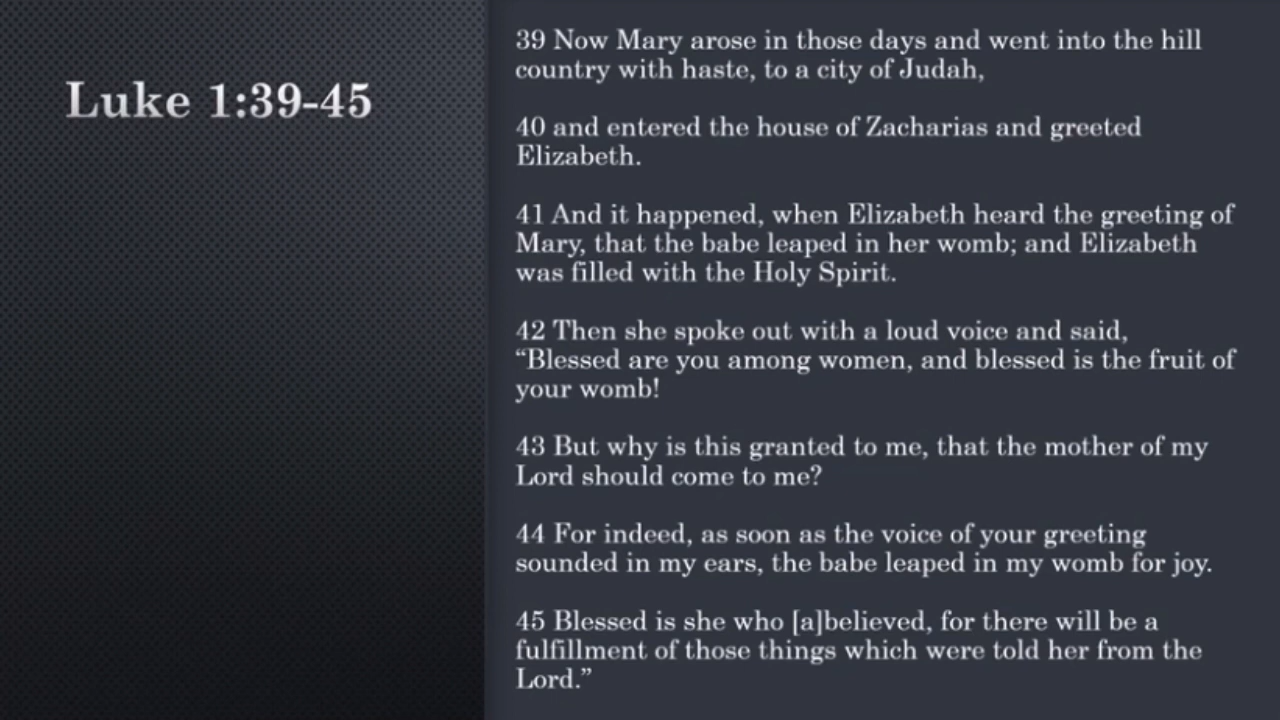 Luke 1:39-45
39 Now Mary arose in those days and went into the hill
country with haste, to a city of Judah,
40 and entered the house of Zacharias and greeted
Elizabeth.
41 And it happened, when Elizabeth heard the greeting of
Mary, that the babe leaped in her womb; and Elizabeth
was filled with the Holy Spirit.
42 Then she spoke out with a loud voice and said,
“Blessed are you among women, and blessed is the fruit of
your womb!
43 But why is this granted to me, that the mother of my
Lord should come to me?
44 For indeed, as soon as the voice of your greeting
sounded in my ears, the babe leaped in my womb for joy.
45 Blessed is she who [a]believed, for there will be a
fulfillment of those things which were told her from the
Lord.”